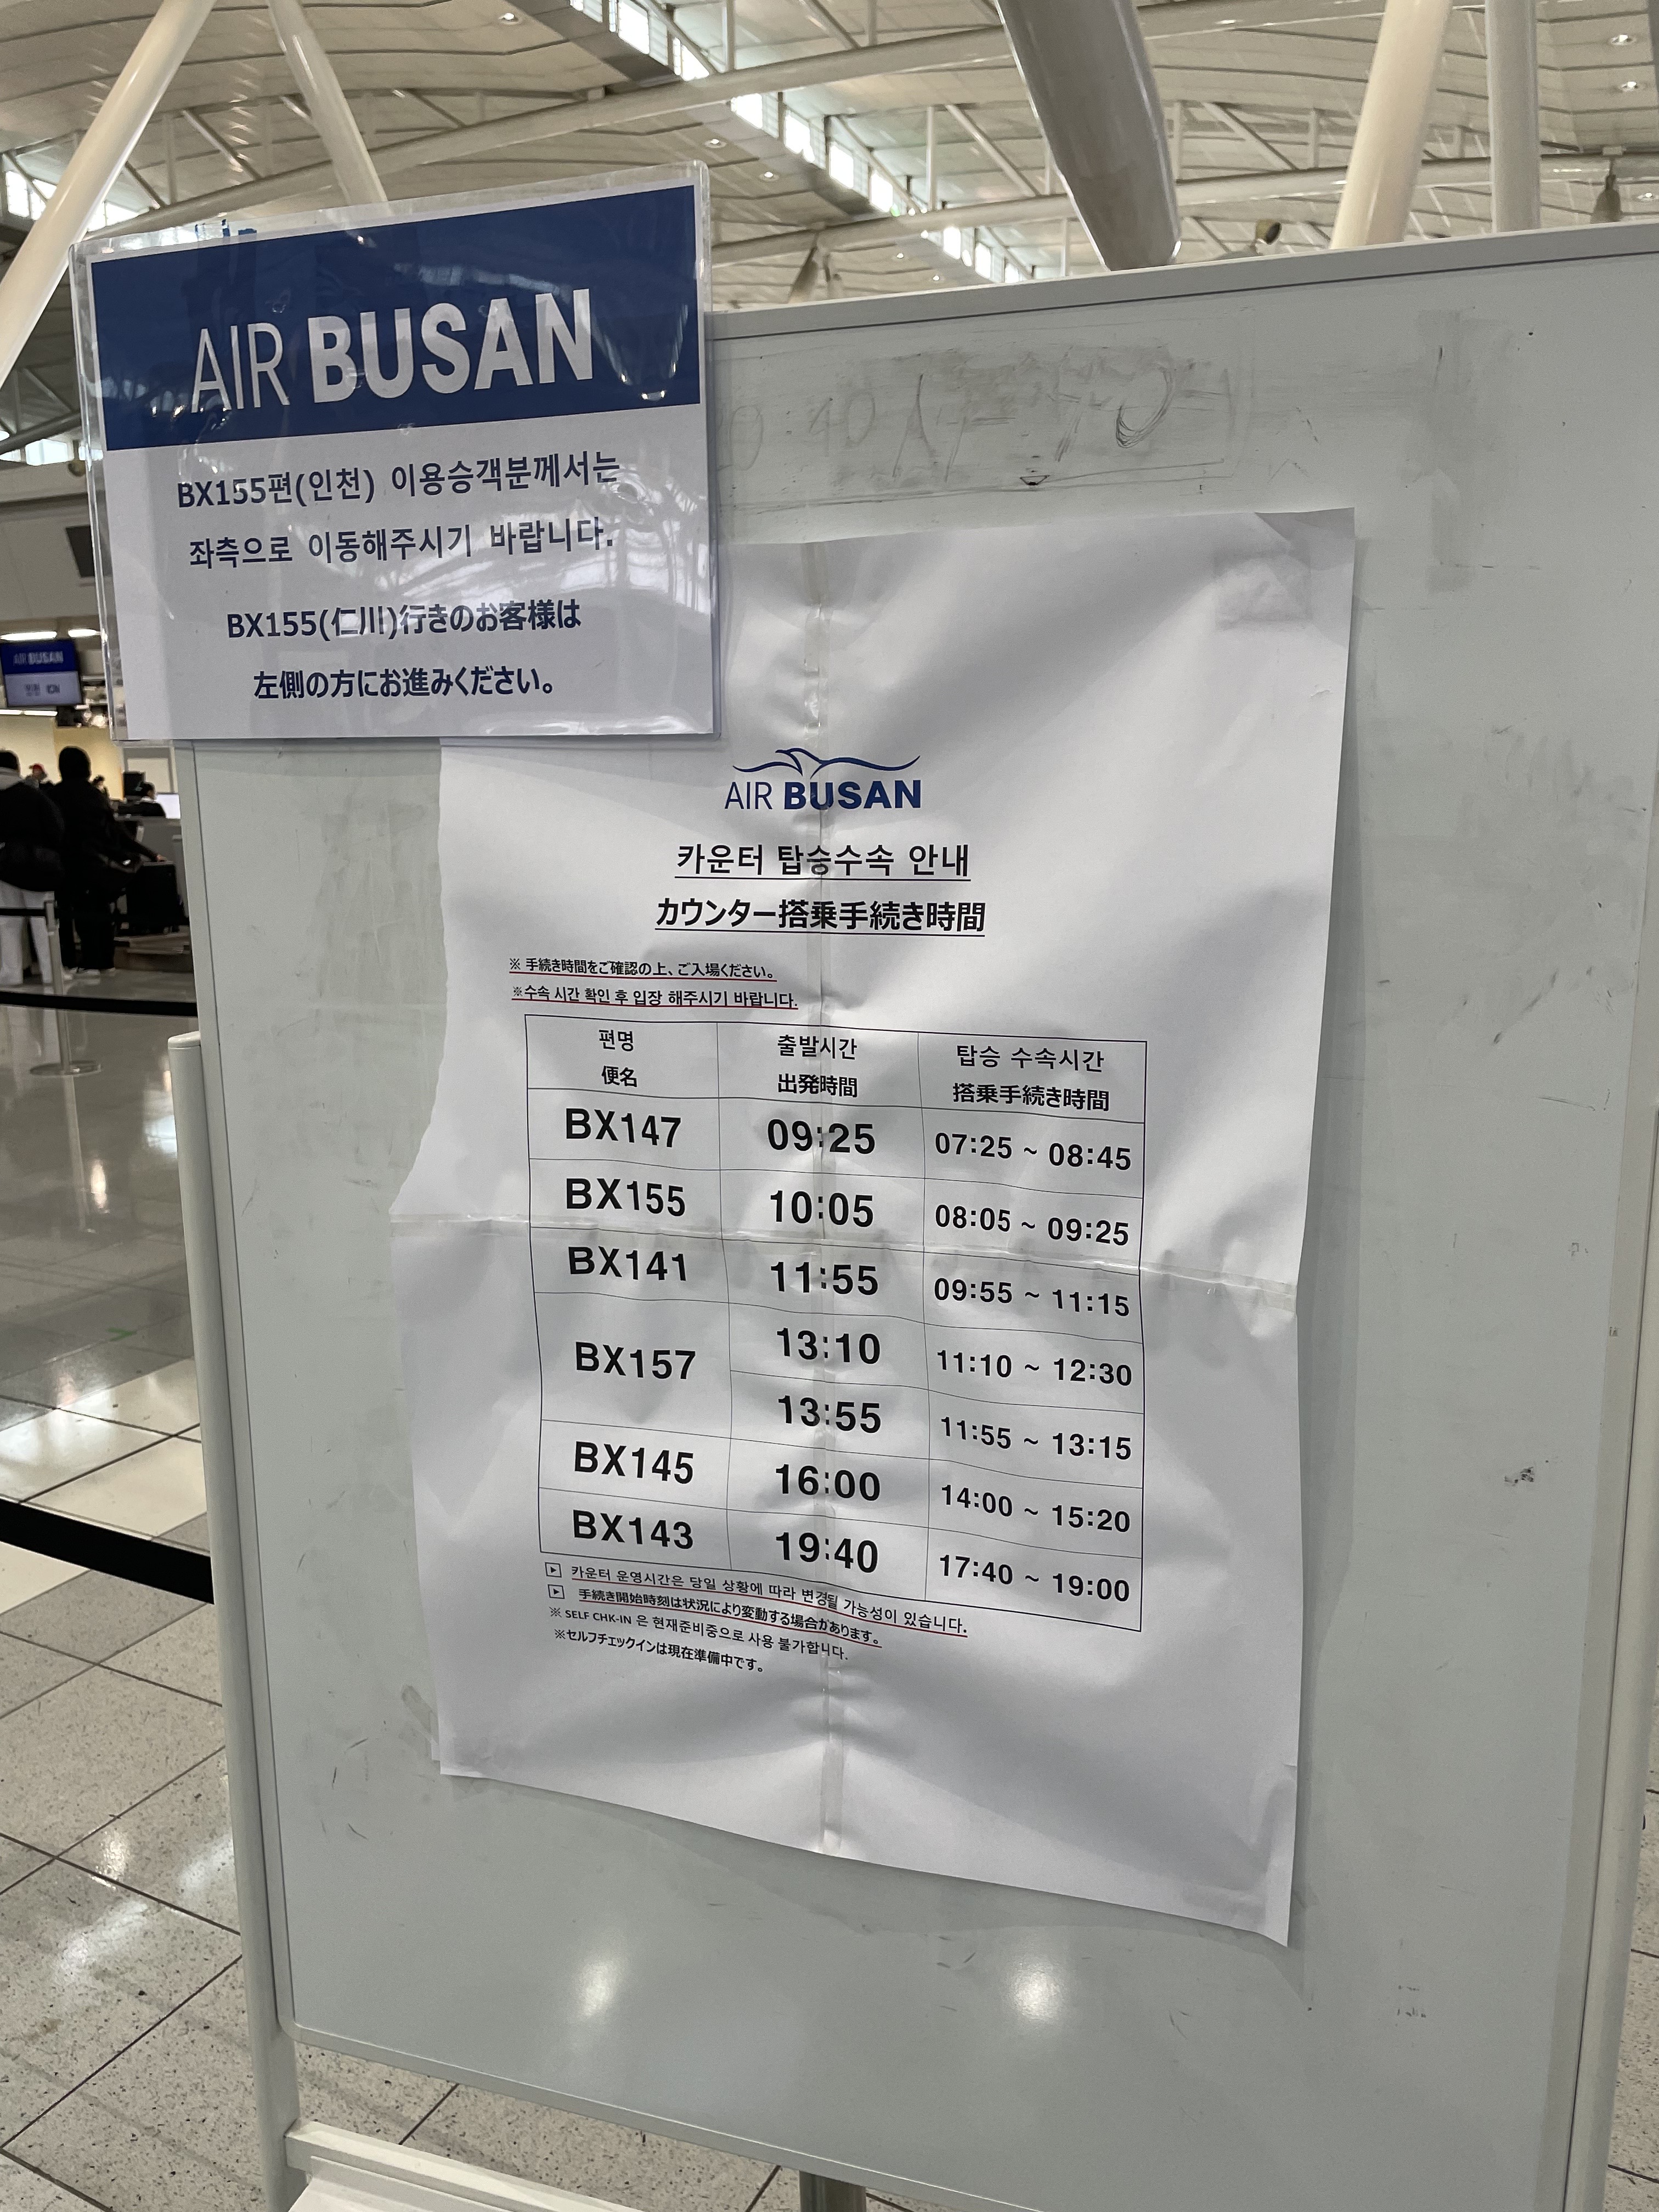 AIR BUSAN
BX155편(인천) 이용승객분께서는
좌측으로 이동해주시기 바랍니다.
BX155(仁川)行きのお客様は
左側の方にお進みください。
AIR BUSAN
카운터 탑승수속 안내
カウンター搭乗手続き時間
※ 手続き時間をご確認の上、ご入場ください。
※수속 시간 확인 후 입장 해주시기 바랍니다.
편명 출발시간 탑승 수속시간
便名 出発時間 搭乗手続き時間
BX147 09:25 07:25 ~ 08:45
BX155 10:05 08:05 ~ 09:25
BX141 11:55 09:55 ~ 11:15
BX157 13:10 11:10 ~ 12:30
13:55 11:55 ~ 13:15
BX145 16:00 14:00 ~ 15:20
BX143 19:40 17:40 ~ 19:00
카운터 운영시간은 당일 상황에 따라 변경될 가능성이 있습니다.
手続き開始時刻は状況により変動する場合があります。
※ SELF CHK-IN 은 현재준비중으로 사용 불가합니다.
※セルフチェックインは現在準備中です。
AIR BUSAN